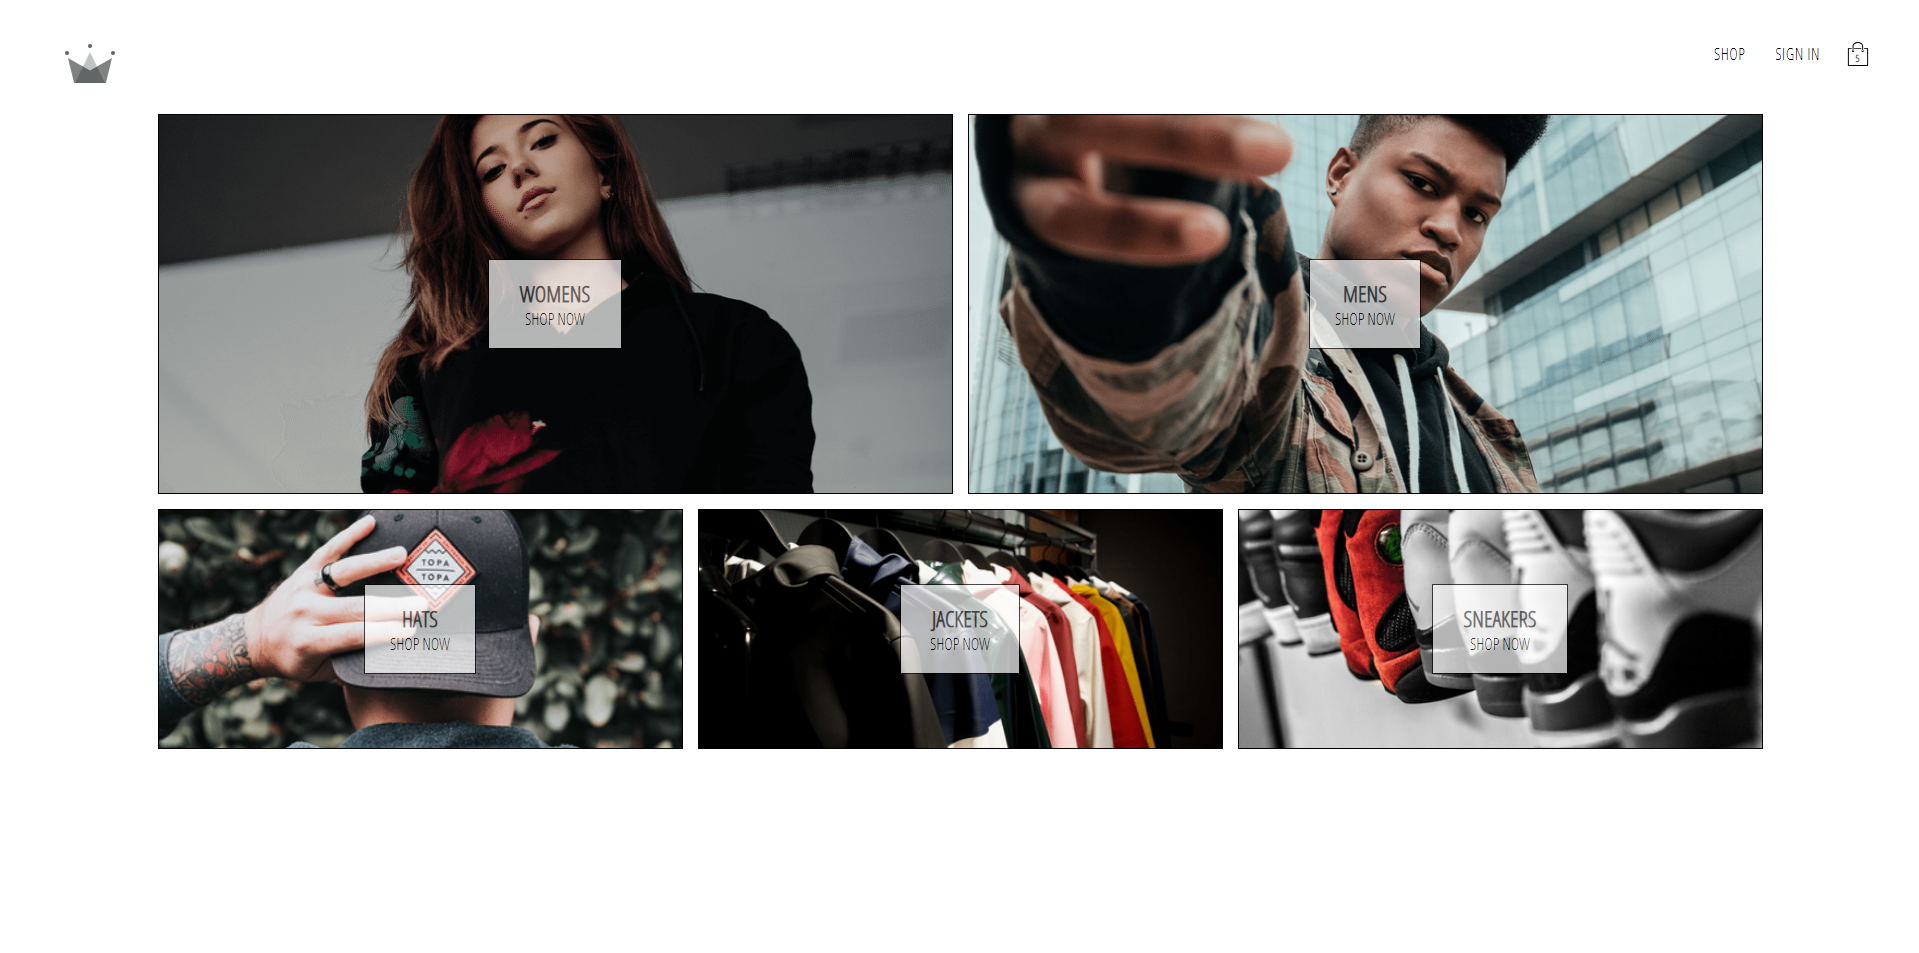 SHOP SIGN IN
5
WOMENS
SHOP NOW
MENS
SHOP NOW
TOPA
TOPA
HATS
SHOP NOW
JACKETS
SHOP NOW
SNEAKERS
SHOP NOW